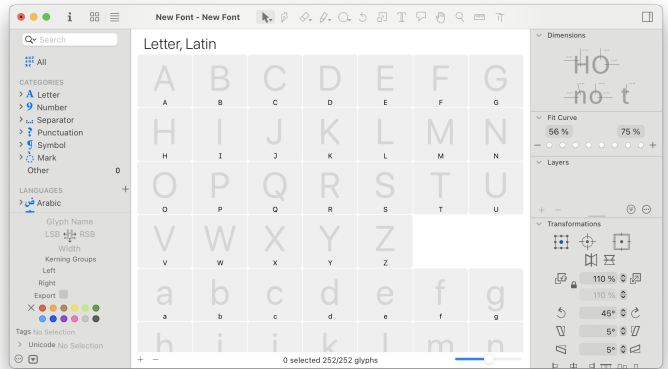 New Font - New Font
Search
All
CATEGORIES
Letter
Number
Separator
Punctuation
Symbol
Mark
Other 0
LANGUAGES +
Arabic
Glyph Name
LSB RSB
Width
Kerning Groups
Left
Right
Export
Tags No Selection
Unicode No Selection
Letter, Latin
A B C D E F G
A B C D E F G
H I J K L M N
H I J K L M N
O P Q R S T U
O P Q R S T U
V W X Y Z
V W X Y Z
a b c d e f g
a b c d e f g
h i j k l m n
+ − 0 selected 252/252 glyphs
Dimensions
HO
no t
Fit Curve
56 % 75 %
− +
Layers
+ −
Transformations
110 %
110 %
45°
5°
5°